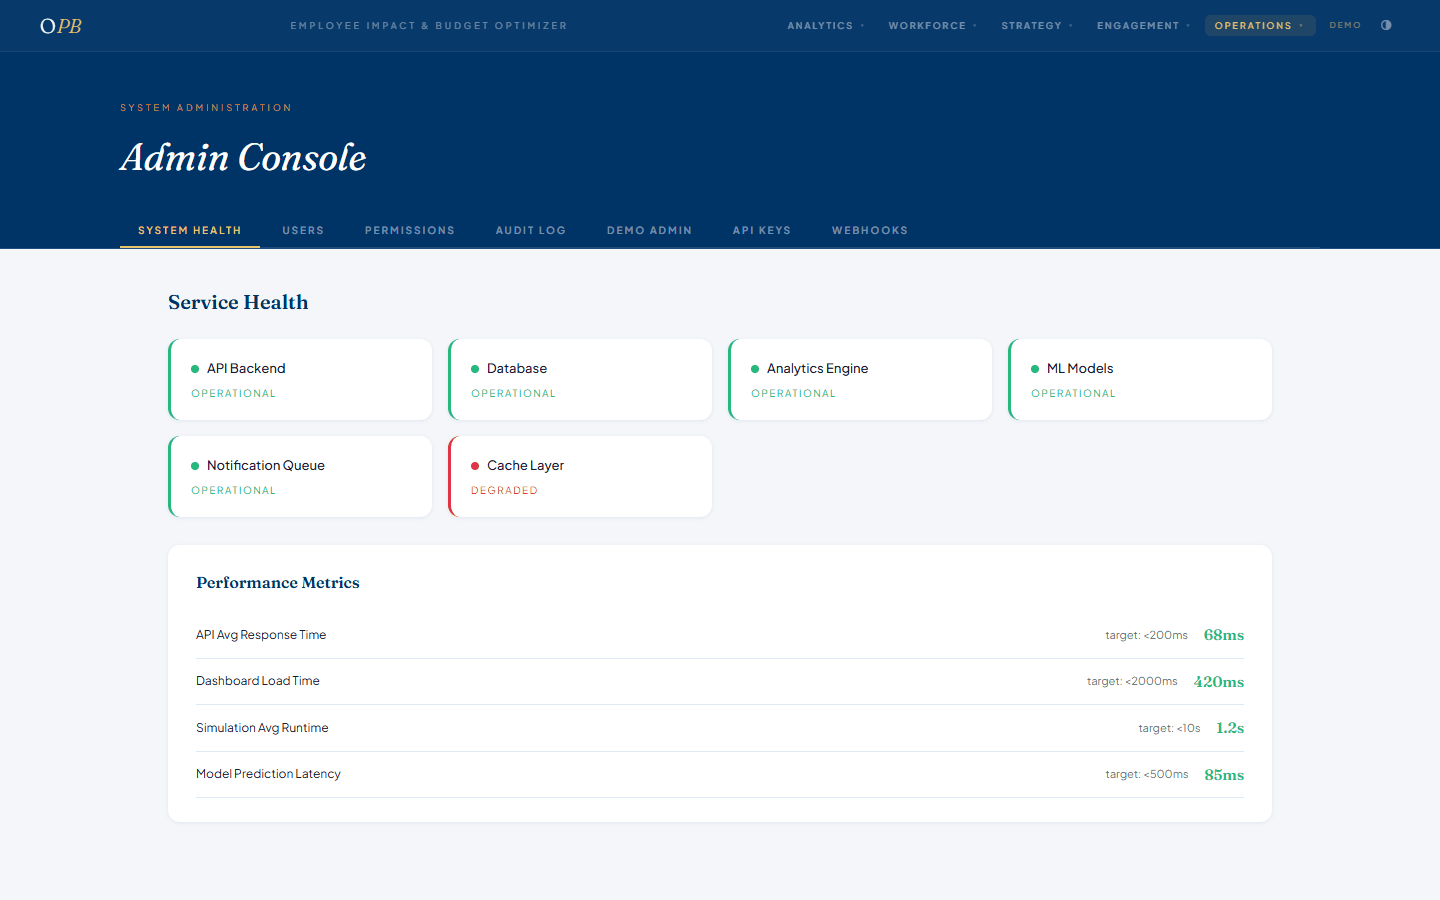 OPB EMPLOYEE IMPACT & BUDGET OPTIMIZER ANALYTICS WORKFORCE STRATEGY ENGAGEMENT OPERATIONS DEMO
SYSTEM ADMINISTRATION
Admin Console
SYSTEM HEALTH USERS PERMISSIONS AUDIT LOG DEMO ADMIN API KEYS WEBHOOKS
Service Health
API Backend Database Analytics Engine ML Models
OPERATIONAL OPERATIONAL OPERATIONAL OPERATIONAL
Notification Queue Cache Layer
OPERATIONAL DEGRADED
Performance Metrics
API Avg Response Time target: <200ms 68ms
Dashboard Load Time target: <2000ms 420ms
Simulation Avg Runtime target: <10s 1.2s
Model Prediction Latency target: <500ms 85ms